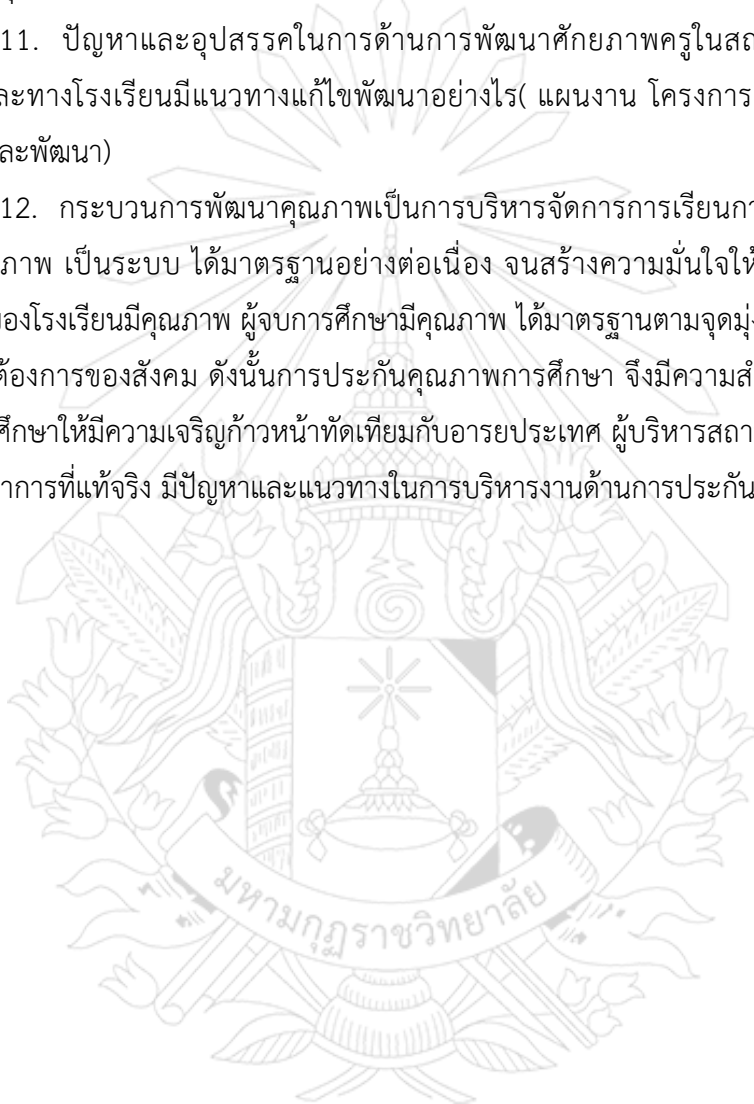 11. ปัญหาและอุปสรรคในการด้านการพัฒนาศักยภาพครูในสถ
ละทางโรงเรียนมีแนวทางแก้ไขพัฒนาอย่างไร( แผนงาน โครงการ
ละพัฒนา)
12. กระบวนการพัฒนาคุณภาพเป็นการบริหารจัดการการเรียนกา
ภาพ เป็นระบบ ได้มาตรฐานอย่างต่อเนื่อง จนสร้างความมั่นใจให้
ของโรงเรียนมีคุณภาพ ผู้จบการศึกษามีคุณภาพ ได้มาตรฐานตามจุดมุ่ง
ต้องการของสังคม ดังนั้นการประกันคุณภาพการศึกษา จึงมีความสำ
ศึกษาให้มีความเจริญก้าวหน้าทัดเทียมกับอารยประเทศ ผู้บริหารสถา
าการที่แท้จริง มีปัญหาและแนวทางในการบริหารงานด้านการประกัน
มหามกุฏราชวิทยาลัย